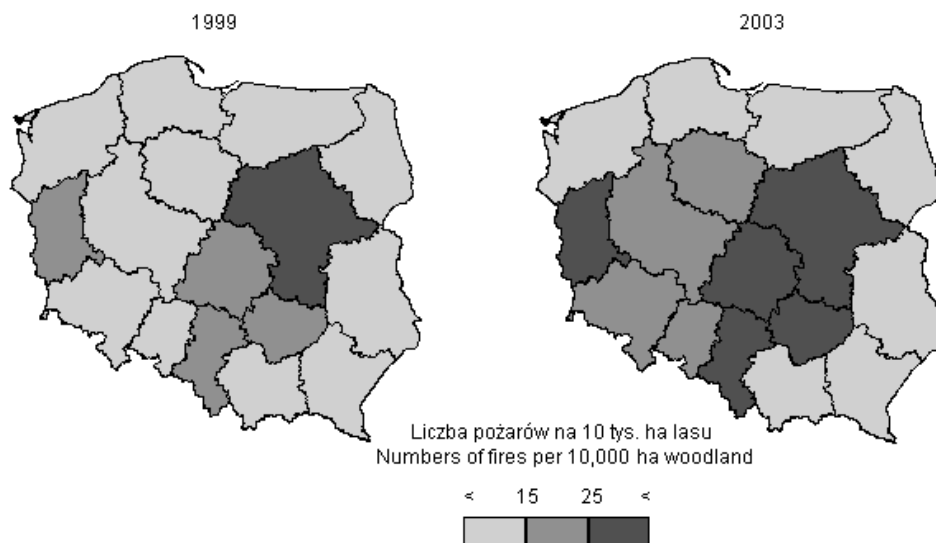 1999
2003
Liczba pożarów na 10 tys. ha lasu
Numbers of fires per 10,000 ha woodland
< 15 25 <